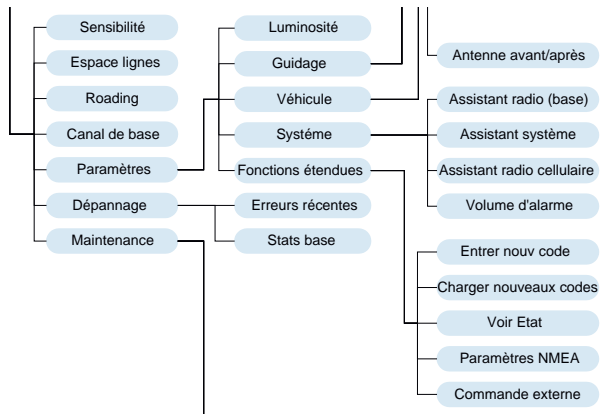 Sensibilité
Espace lignes
Roading
Canal de base
Paramètres
Dépannage
Maintenance
Luminosité
Guidage
Véhicule
Systéme
Fonctions étendues
Erreurs récentes
Stats base
Antenne avant/après
Assistant radio (base)
Assistant système
Assistant radio cellulaire
Volume d'alarme
Entrer nouv code
Charger nouveaux codes
Voir Etat
Paramètres NMEA
Commande externe